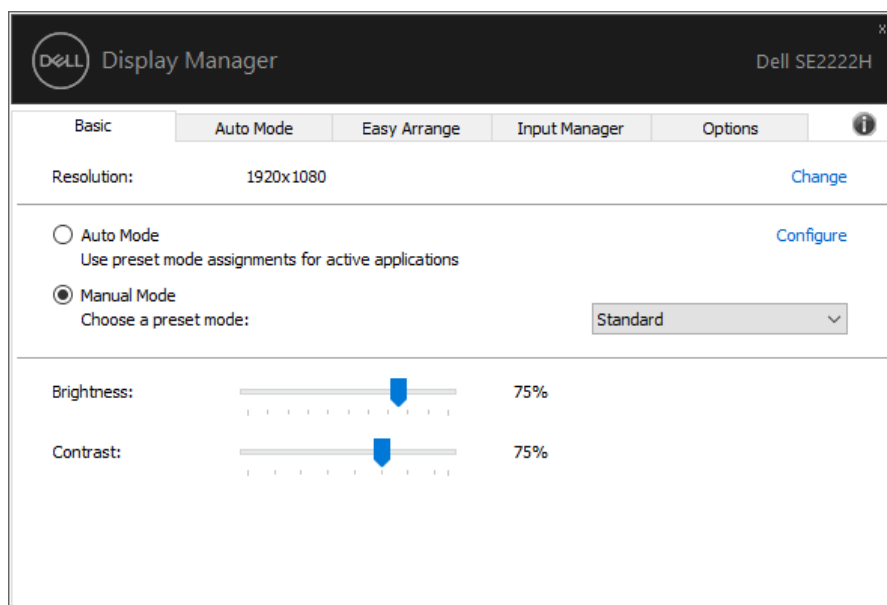 DELL Display Manager
x
Dell SE2222H
Basic Auto Mode Easy Arrange Input Manager Options i
Resolution: 1920x1080 Change
Auto Mode Configure
Use preset mode assignments for active applications
Manual Mode
Choose a preset mode: Standard
Brightness: 75%
Contrast: 75%